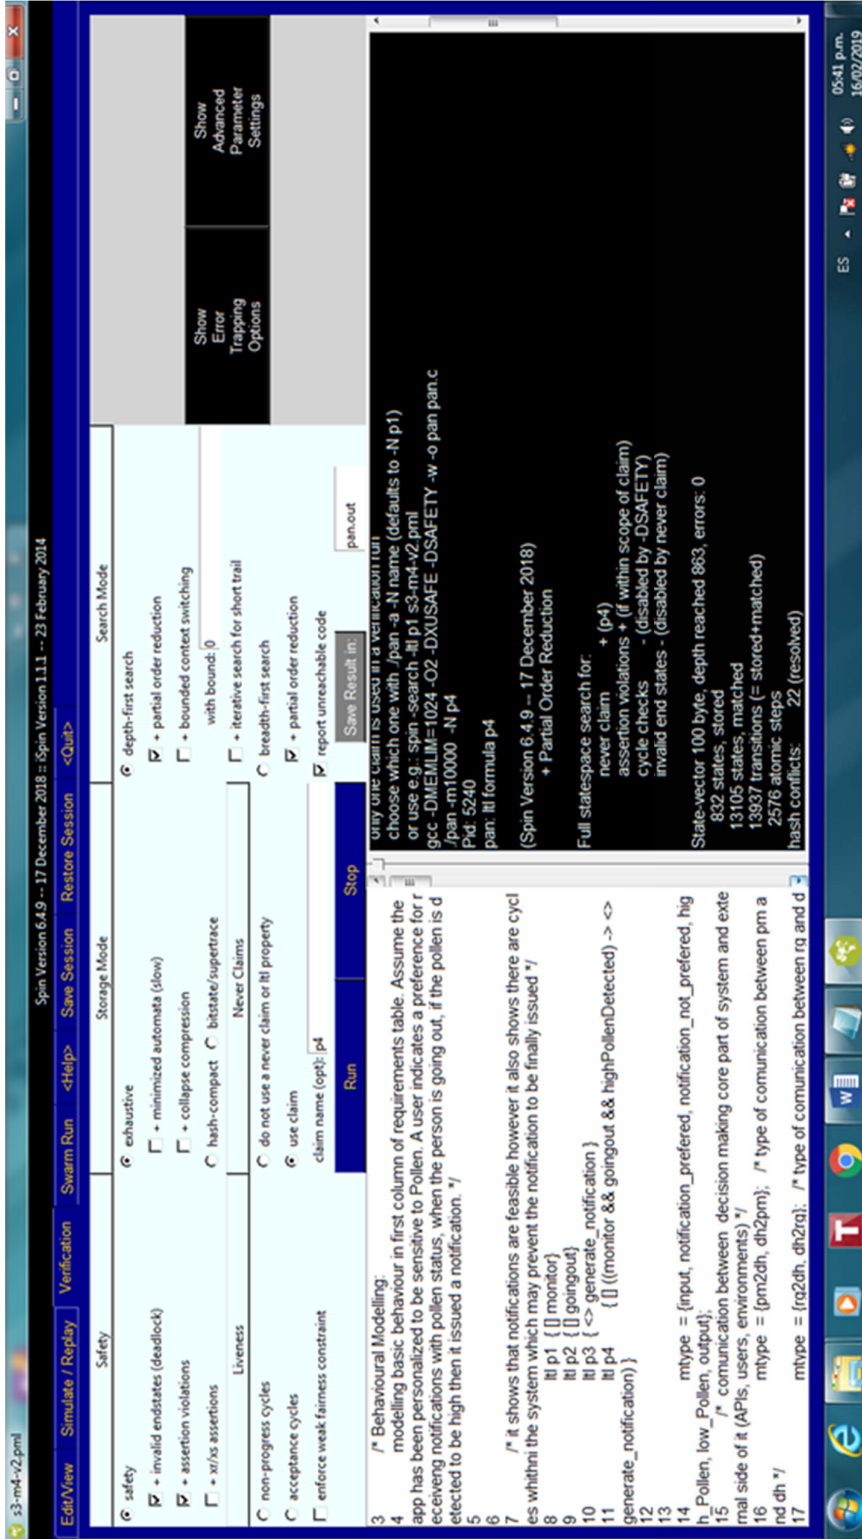 s3-m4-v2.pml
Spin Version 6.4.9 -- 17 December 2018 :: iSpin Version 1.1.1 -- 23 February 2014
Edit/View Simulate / Replay Verification Swarm Run <Help> Save Session Restore Session <Quit>
Safety
safety
+ invalid endstates (deadlock)
+ assertion violations
+ xr/xs assertions
Liveness
non-progress cycles
acceptance cycles
enforce weak fairness constraint
Storage Mode
exhaustive
+ minimized automata (slow)
+ collapse compression
hash-compact bitstate/supertrace
Never Claims
do not use a never claim or ltl property
use claim
claim name (opt): p4
Run Stop
Search Mode
depth-first search
+ partial order reduction
+ bounded context switching
with bound: 0
+ iterative search for short trail
breadth-first search
+ partial order reduction
report unreachable code
Save Result in: pan.out
Show
Error
Trapping
Options
Show
Advanced
Parameter
Settings
3 /* Behavioural Modelling:
4 modelling basic behaviour in first column of requirements table. Assume the
app has been personalized to be sensitive to Pollen. A user indicates a preference for r
eceiveng notifications with pollen status, when the person is going out, if the pollen is d
etected to be high then it issued a notification. */
5
6
7 /* it shows that notifications are feasible however it also shows there are cycl
es whithni the system which may prevent the notification to be finally issued */
8 ltl p1 { [] monitor}
9 ltl p2 { [] goingout}
10 ltl p3 { <> generate_notification }
11 ltl p4 { [] ((monitor && goingout && highPollenDetected) -> <>
generate_notification) }
12
13
14 mtype = {input, notification_prefered, notification_not_prefered, hig
h_Pollen, low_Pollen, output};
15 /* comunication between decision making core part of system and exte
rnal side of it (APIs, users, environments) */
16 mtype = {pm2dh, dh2pm}; /* type of comunication between pm a
nd dh */
17 mtype = {rg2dh, dh2rg}; /* type of comunication between rg and d
only one claim is used in a verification run
choose which one with ./pan -a -N name (defaults to -N p1)
or use e.g.: spin -search -ltl p1 s3-m4-v2.pml
gcc -DMEMLIM=1024 -O2 -DXUSAFE -DSAFETY -w -o pan pan.c
./pan -m10000 -N p4
Pid: 5240
pan: ltl formula p4
(Spin Version 6.4.9 -- 17 December 2018)
+ Partial Order Reduction
Full statespace search for:
never claim + (p4)
assertion violations + (if within scope of claim)
cycle checks - (disabled by -DSAFETY)
invalid end states - (disabled by never claim)
State-vector 100 byte, depth reached 863, errors: 0
832 states, stored
13105 states, matched
13937 transitions (= stored+matched)
2576 atomic steps
hash conflicts: 22 (resolved)
ES
05:41 p.m.
16/02/2019